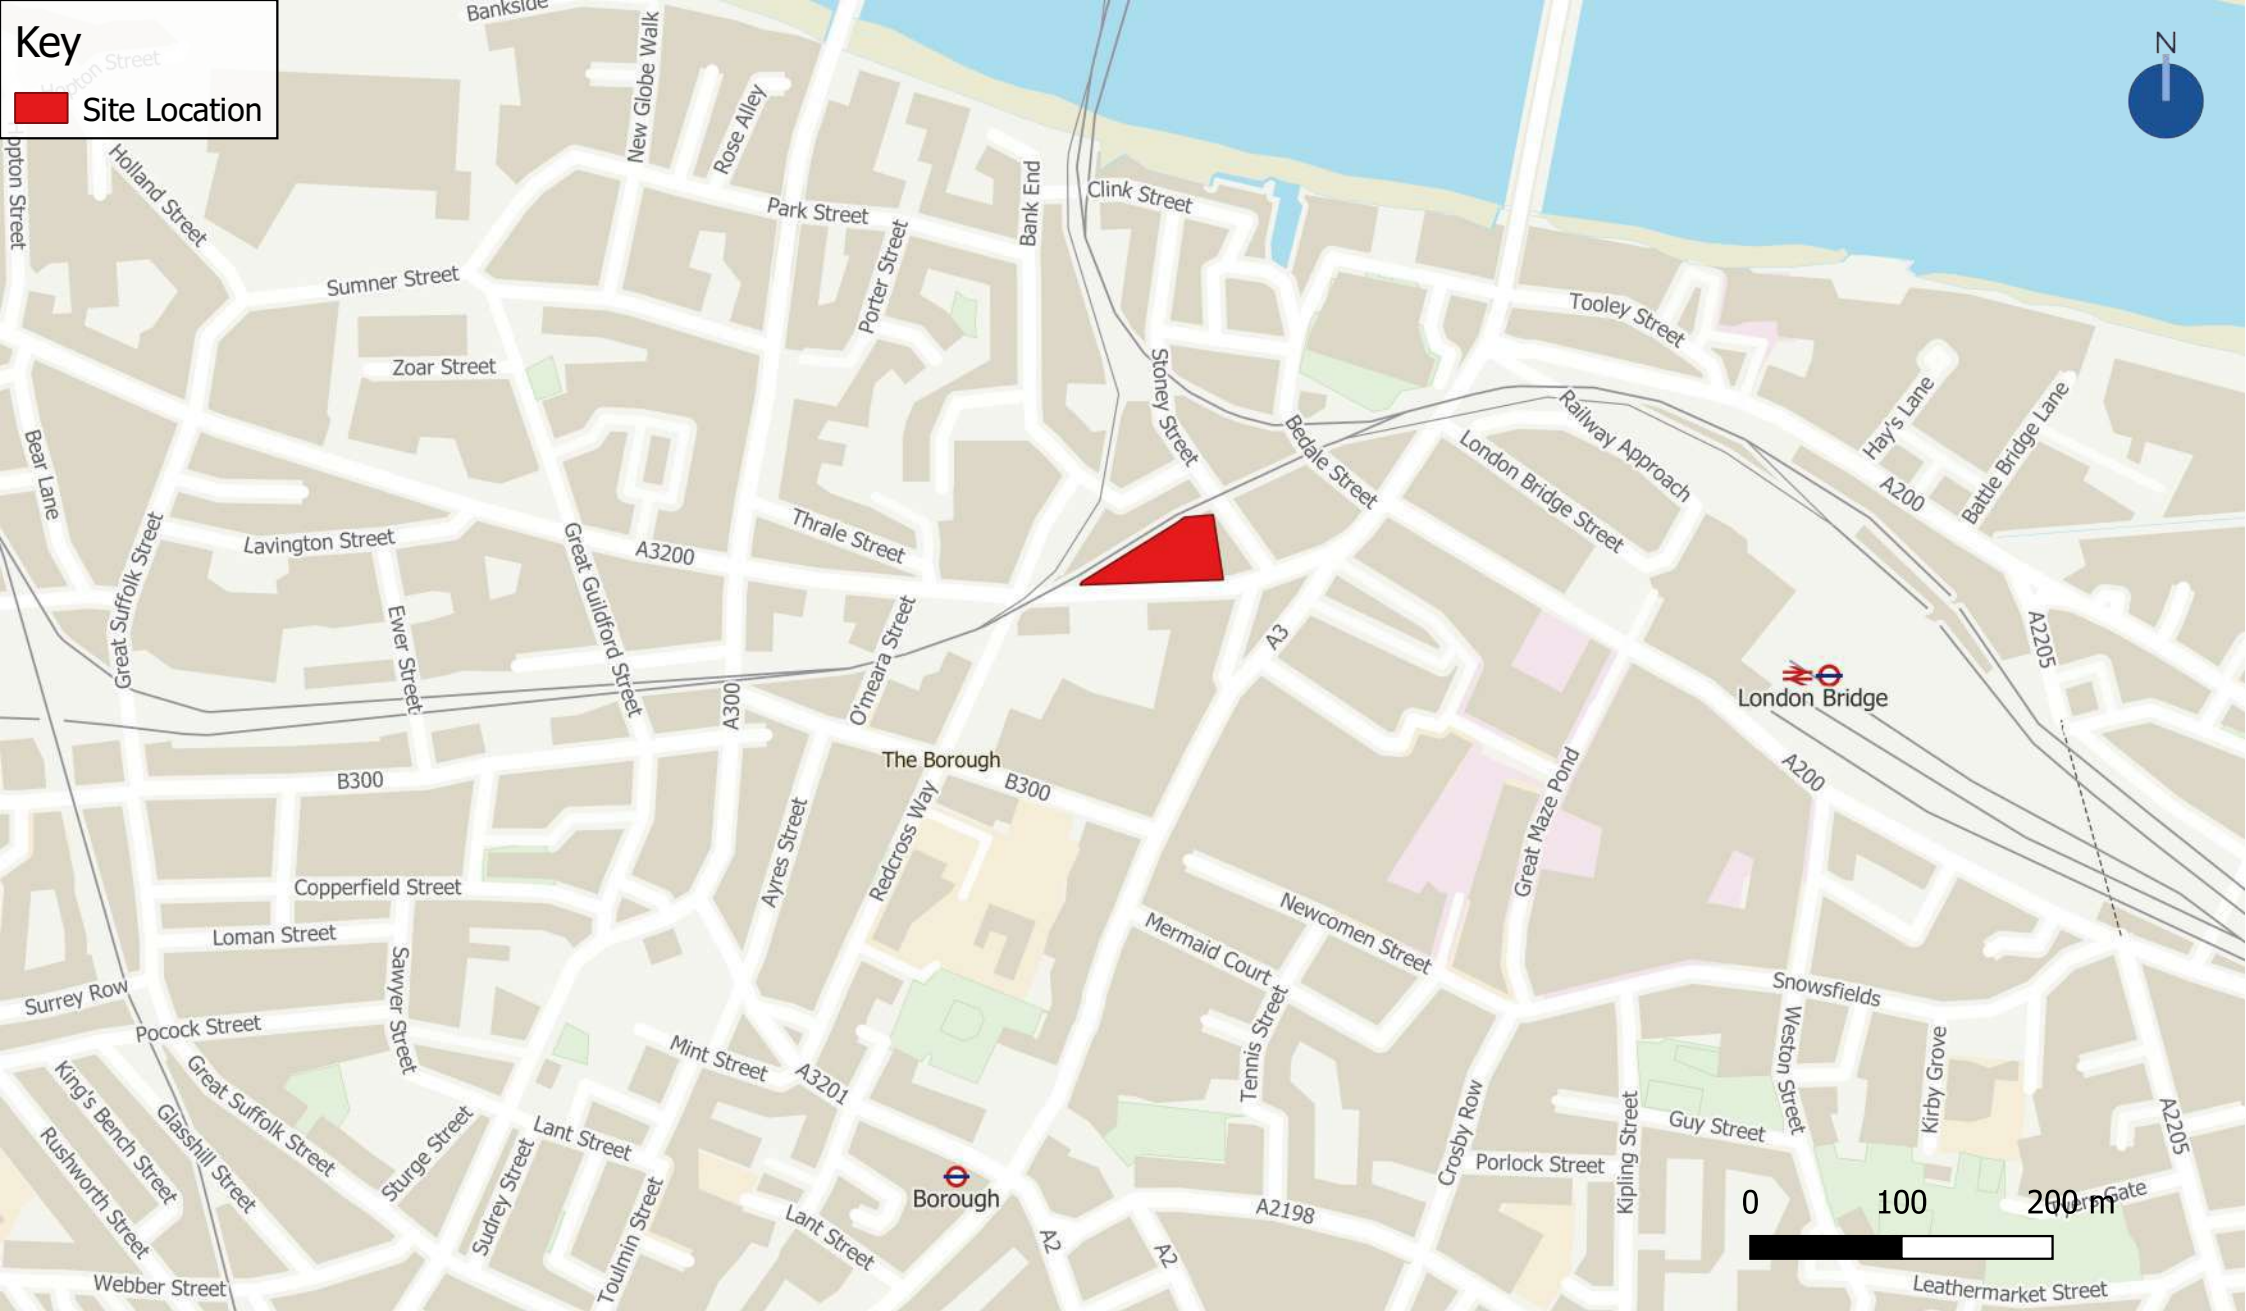 Key
Site Location
N
Bankside
Hopton Street
Hopton Street
Holland Street
New Globe Walk
Rose Alley
Park Street
Porter Street
Bank End
Clink Street
Sumner Street
Zoar Street
Stoney Street
Bedale Street
Tooley Street
Railway Approach
London Bridge Street
Hay's Lane
Battle Bridge Lane
A200
Bear Lane
Great Suffolk Street
Lavington Street
Great Guildford Street
A3200
Thrale Street
Ewer Street
O'meara Street
A3
A300
A2205
London Bridge
The Borough
B300
B300
A200
Great Maze Pond
Ayres Street
Redcross Way
Copperfield Street
Loman Street
Sawyer Street
Newcomen Street
Mermaid Court
Tennis Street
Surrey Row
Pocock Street
Snowsfields
Weston Street
Kirby Grove
King's Bench Street
Glasshill Street
Great Suffolk Street
Rushworth Street
Mint Street
A3201
Sturge Street
Lant Street
Sudrey Street
Toulmin Street
Lant Street
Borough
A2
A2
A2198
Crosby Row
Porlock Street
Kipling Street
Guy Street
A2205
Tyers Gate
Webber Street
Leathermarket Street
0 100 200 m